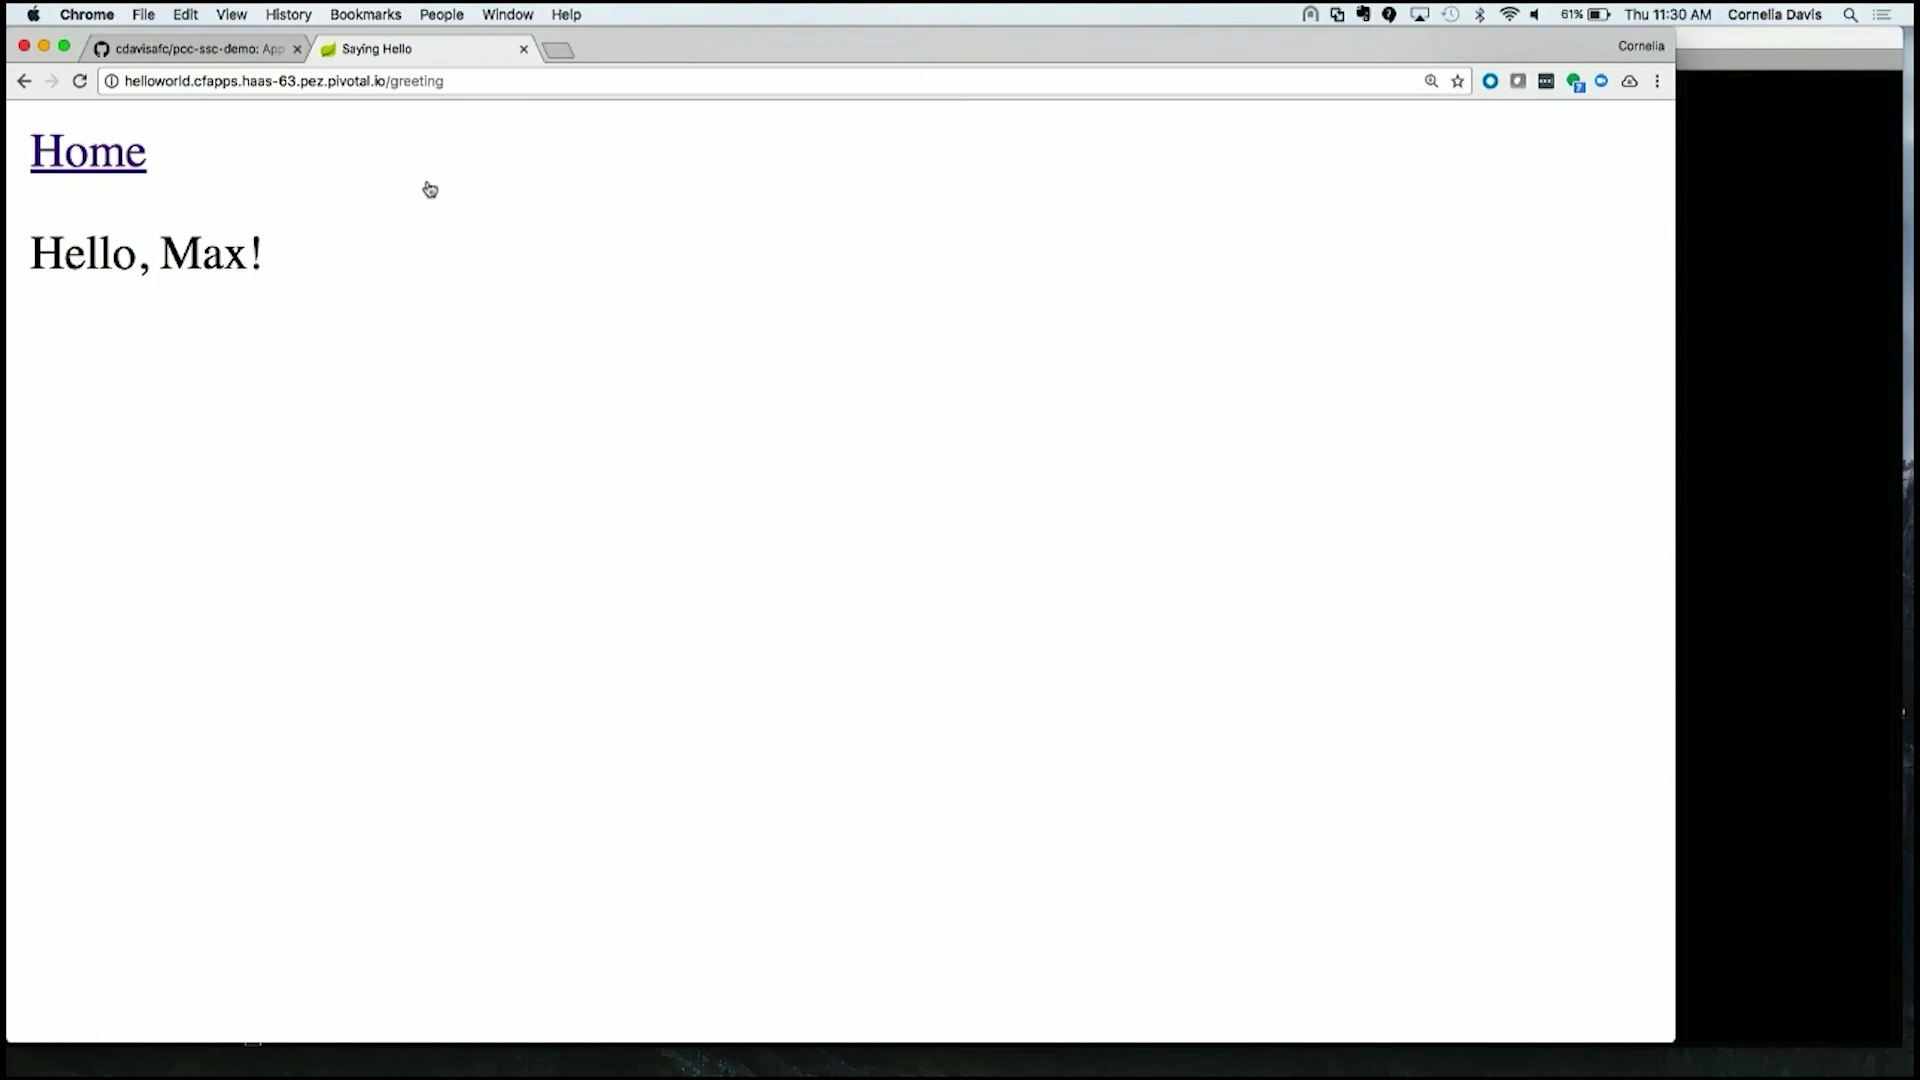 Chrome File Edit View History Bookmarks People Window Help 61% Thu 11:30 AM Cornelia Davis
cdavisafc/pcc-ssc-demo: App Saying Hello Cornelia
helloworld.cfapps.haas-63.pez.pivotal.io/greeting
Home
Hello, Max!